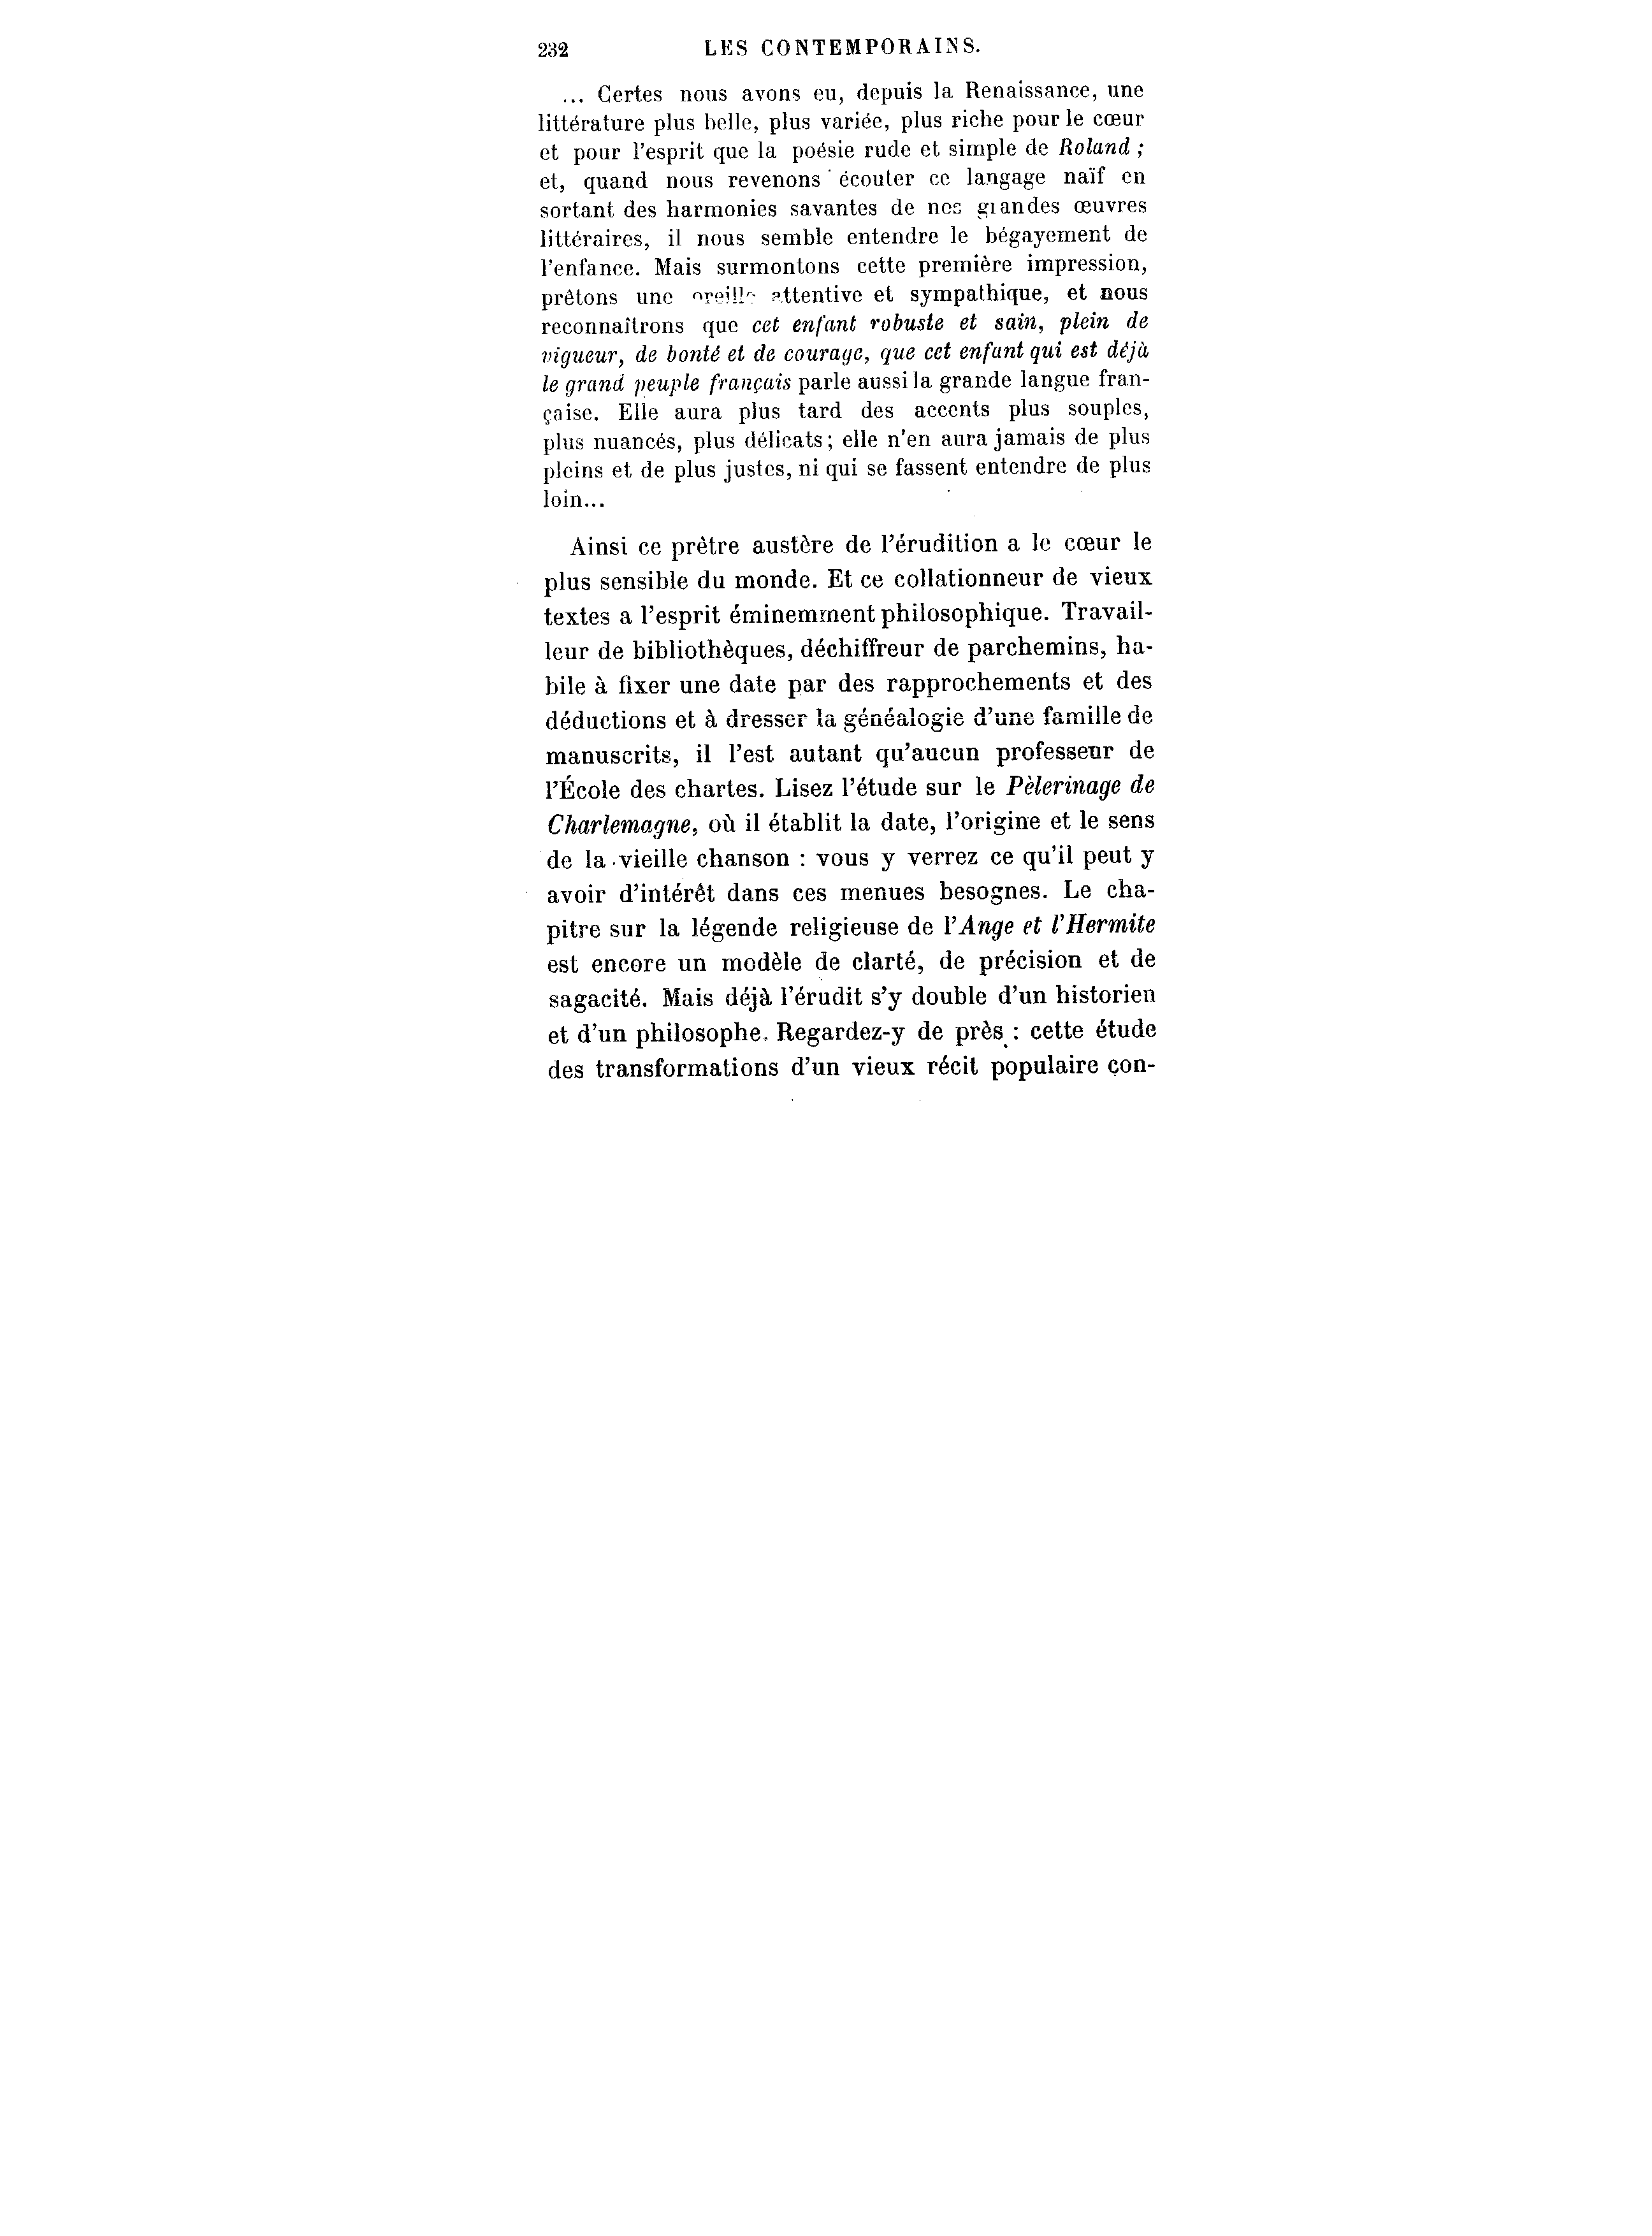 232 LES CONTEMPORAINS.
... Certes nous avons eu, depuis la Renaissance, une
littérature plus belle, plus variée, plus riche pour le cœur
et pour l'esprit que la poésie rude et simple de Roland ;
et, quand nous revenons écouter ce langage naïf en
sortant des harmonies savantes de nos grandes œuvres
littéraires, il nous semble entendre le bégayement de
l'enfance. Mais surmontons cette première impression,
prêtons une oreille attentive et sympathique, et nous
reconnaîtrons que cet enfant robuste et sain, plein de
vigueur, de bonté et de courage, que cet enfant qui est déjà
le grand peuple français parle aussi la grande langue fran-
çaise. Elle aura plus tard des accents plus souples,
plus nuancés, plus délicats ; elle n'en aura jamais de plus
pleins et de plus justes, ni qui se fassent entendre de plus
loin...
Ainsi ce prêtre austère de l'érudition a le cœur le
plus sensible du monde. Et ce collationneur de vieux
textes a l'esprit éminemment philosophique. Travail-
leur de bibliothèques, déchiffreur de parchemins, ha-
bile à fixer une date par des rapprochements et des
déductions et à dresser la généalogie d'une famille de
manuscrits, il l'est autant qu'aucun professeur de
l'École des chartes. Lisez l'étude sur le Pèlerinage de
Charlemagne, où il établit la date, l'origine et le sens
de la vieille chanson : vous y verrez ce qu'il peut y
avoir d'intérêt dans ces menues besognes. Le cha-
pitre sur la légende religieuse de l'Ange et l'Hermite
est encore un modèle de clarté, de précision et de
sagacité. Mais déjà l'érudit s'y double d'un historien
et d'un philosophe. Regardez-y de près : cette étude
des transformations d'un vieux récit populaire con-